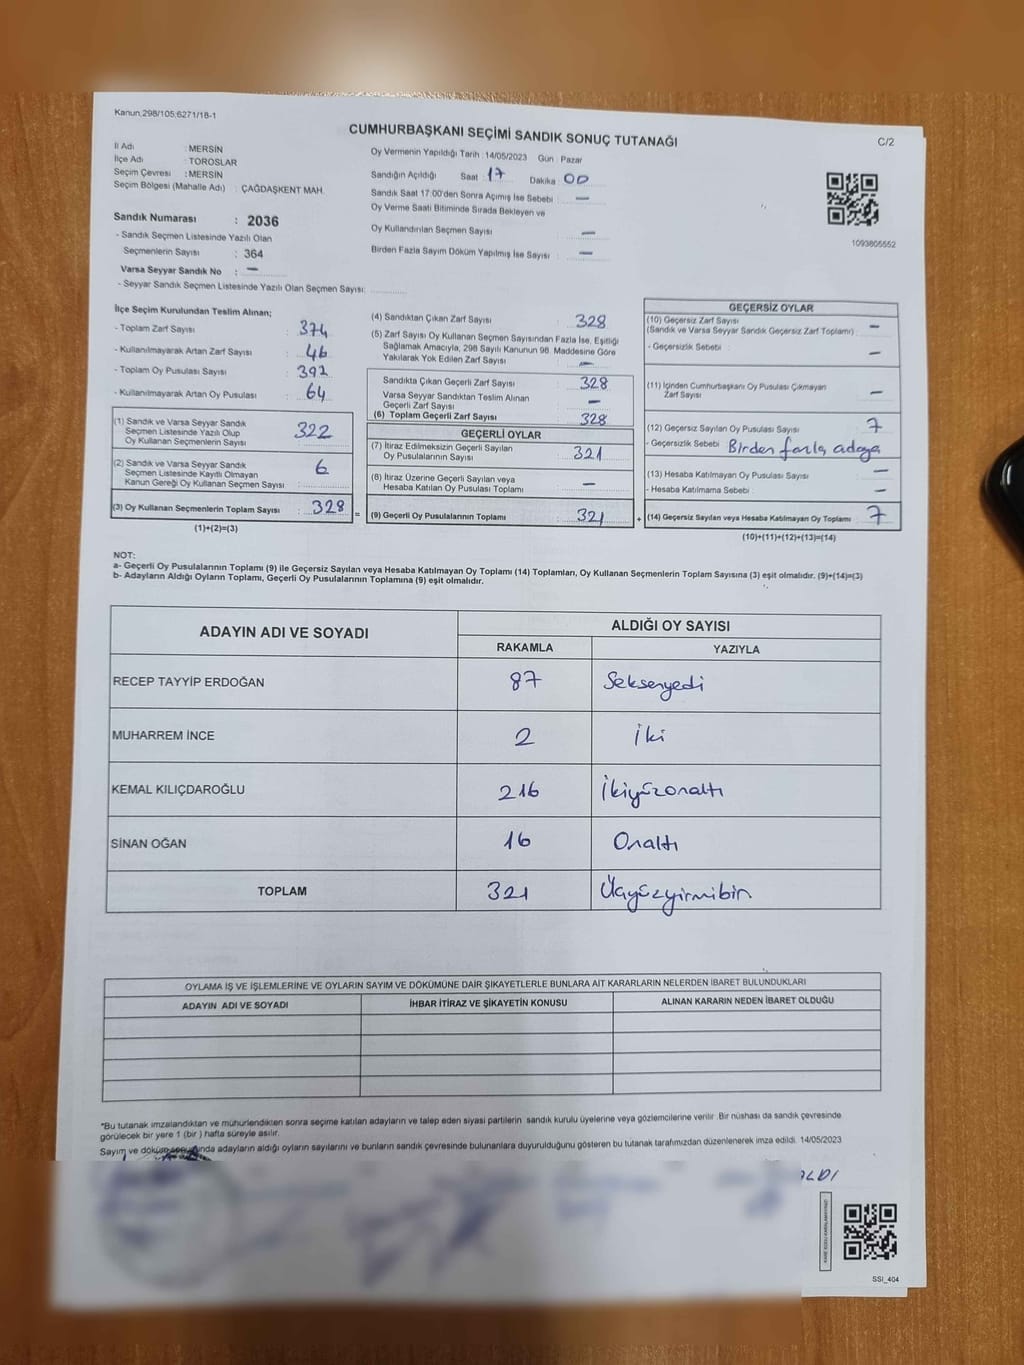 Kanun,298/105;6271/18-1
CUMHURBAŞKANI SEÇİMİ SANDIK SONUÇ TUTANAĞI
C/2
İl Adı : MERSİN
İlçe Adı : TOROSLAR
Seçim Çevresi : MERSİN
Seçim Bölgesi (Mahalle Adı) : ÇAĞDAŞKENT MAH.
Sandık Numarası : 2036
- Sandık Seçmen Listesinde Yazılı Olan
Seçmenlerin Sayısı : 364
Varsa Seyyar Sandık No : —
- Seyyar Sandık Seçmen Listesinde Yazılı Olan Seçmen Sayısı:
Oy Vermenin Yapıldığı Tarih : 14/05/2023 Gün : Pazar
Sandığın Açıldığı Saat : 17 Dakika : 00
Sandık Saat 17:00'den Sonra Açımış İse Sebebi : —
Oy Verme Saati Bitiminde Sırada Bekleyen ve
Oy Kullandırılan Seçmen Sayısı : —
Birden Fazla Sayım Döküm Yapılmış İse Sayısı : —
1093805552
İlçe Seçim Kurulundan Teslim Alınan;
- Toplam Zarf Sayısı : 374
- Kullanılmayarak Artan Zarf Sayısı : 46
- Toplam Oy Pusulası Sayısı : 392
- Kullanılmayarak Artan Oy Pusulası : 64
(1) Sandık ve Varsa Seyyar Sandık
Seçmen Listesinde Yazılı Olup
Oy Kullanan Seçmenlerin Sayısı : 322
(2) Sandık ve Varsa Seyyar Sandık
Seçmen Listesinde Kayıtlı Olmayan
Kanun Gereği Oy Kullanan Seçmen Sayısı : 6
(3) Oy Kullanan Seçmenlerin Toplam Sayısı : 328 =
(1)+(2)=(3)
(4) Sandıktan Çıkan Zarf Sayısı : 328
(5) Zarf Sayısı Oy Kullanan Seçmen Sayısından Fazla İse, Eşitliği
Sağlamak Amacıyla, 298 Sayılı Kanunun 98. Maddesine Göre
Yakılarak Yok Edilen Zarf Sayısı : —
Sandıkta Çıkan Geçerli Zarf Sayısı : 328
Varsa Seyyar Sandıktan Teslim Alınan
Geçerli Zarf Sayısı : —
(6) Toplam Geçerli Zarf Sayısı : 328
GEÇERLİ OYLAR
(7) İtiraz Edilmeksizin Geçerli Sayılan
Oy Pusulalarının Sayısı : 321
(8) İtiraz Üzerine Geçerli Sayılan veya
Hesaba Katılan Oy Pusulası Toplamı : —
(9) Geçerli Oy Pusulalarının Toplamı : 321 +
GEÇERSİZ OYLAR
(10) Geçersiz Zarf Sayısı
(Sandık ve Varsa Seyyar Sandık Geçersiz Zarf Toplamı) : —
- Geçersizlik Sebebi : —
(11) İçinden Cumhurbaşkanı Oy Pusulası Çıkmayan
Zarf Sayısı : —
(12) Geçersiz Sayılan Oy Pusulası Sayısı : 7
- Geçersizlik Sebebi : Birden fazla adaya
(13) Hesaba Katılmayan Oy Pusulası Sayısı : —
- Hesaba Katılmama Sebebi : —
(14) Geçersiz Sayılan veya Hesaba Katılmayan Oy Toplamı : 7
(10)+(11)+(12)+(13)=(14)
NOT:
a- Geçerli Oy Pusulalarının Toplamı (9) ile Geçersiz Sayılan veya Hesaba Katılmayan Oy Toplamı (14) Toplamları, Oy Kullanan Seçmenlerin Toplam Sayısına (3) eşit olmalıdır. (9)+(14)=(3)
b- Adayların Aldığı Oyların Toplamı, Geçerli Oy Pusulalarının Toplamına (9) eşit olmalıdır.
ADAYIN ADI VE SOYADI ALDIĞI OY SAYISI
RAKAMLA YAZIYLA
RECEP TAYYİP ERDOĞAN 87 Seksenyedi
MUHARREM İNCE 2 İki
KEMAL KILIÇDAROĞLU 216 İkiyüzonaltı
SİNAN OĞAN 16 Onaltı
TOPLAM 321 Üçyüzyirmibir
OYLAMA İŞ VE İŞLEMLERİNE VE OYLARIN SAYIM VE DÖKÜMÜNE DAİR ŞİKAYETLERLE BUNLARA AİT KARARLARIN NELERDEN İBARET BULUNDUKLARI
ADAYIN ADI VE SOYADI İHBAR İTİRAZ VE ŞİKAYETİN KONUSU ALINAN KARARIN NEDEN İBARET OLDUĞU
*Bu tutanak imzalandıktan ve mühürlendikten sonra seçime katılan adayların ve talep eden siyasi partilerin sandık kurulu üyelerine veya gözlemcilerine verilir. Bir nüshası da sandık çevresinde
görülecek bir yere 1 (bir ) hafta süreyle asılır.
Sayım ve döküm sonucunda adayların aldığı oyların sayılarını ve bunların sandık çevresinde bulunanlara duyurulduğunu gösteren bu tutanak tarafımızdan düzenlenerek imza edildi. 14/05/2023
SSI_404